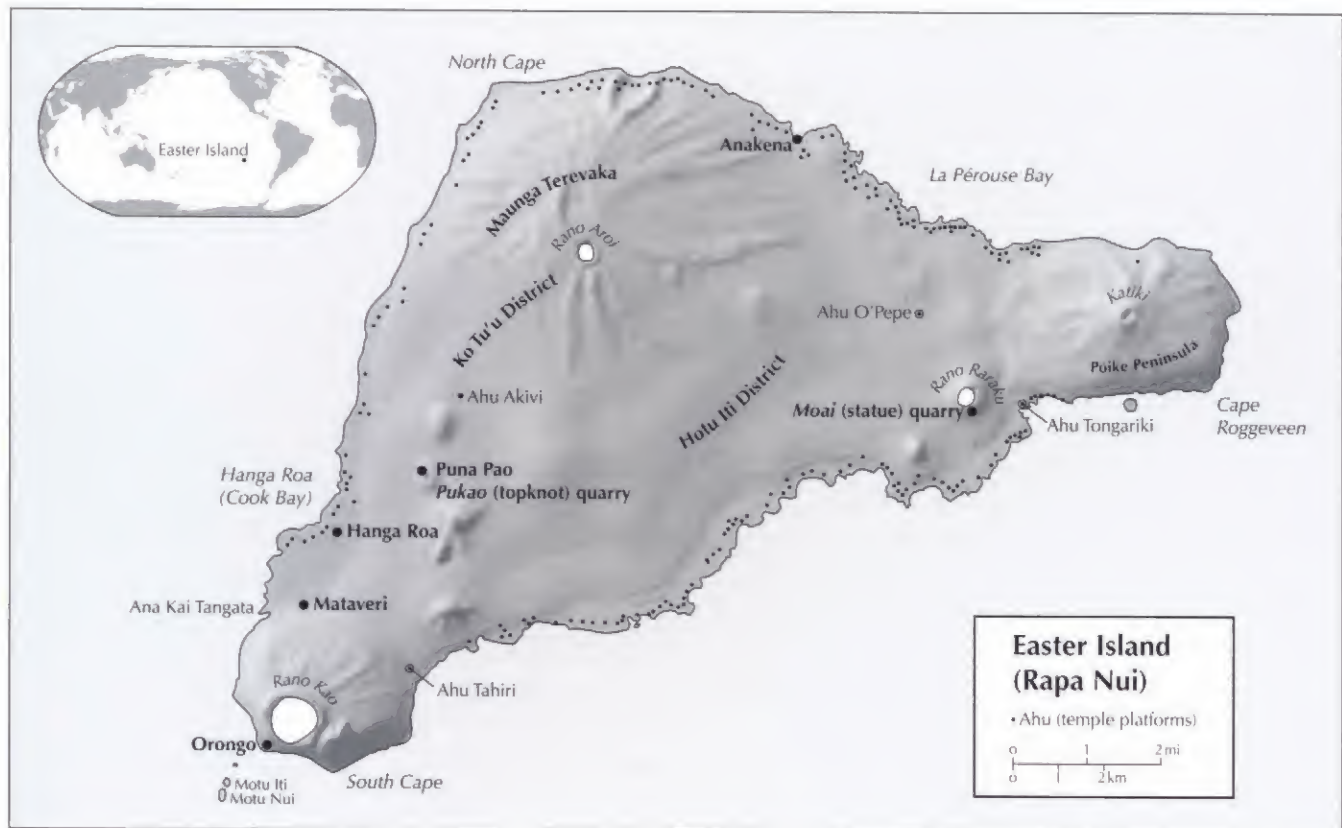 North Cape
Easter Island
Anakena
La Pérouse Bay
Maunga Terevaka
Rano Aroi
Ko Tu'u District
Ahu O'Pepe
Katiki
Poike Peninsula
Ahu Akivi
Hotu Iti District
Rano Raraku
Moai (statue) quarry
Ahu Tongariki
Cape
Roggeveen
Hanga Roa
(Cook Bay)
Puna Pao
Pukao (topknot) quarry
Hanga Roa
Ana Kai Tangata
Mataveri
Rano Kao
Ahu Tahiri
Orongo
South Cape
Motu Iti
Motu Nui
Easter Island
(Rapa Nui)
Ahu (temple platforms)
0 1 2 mi
0 1 2 km